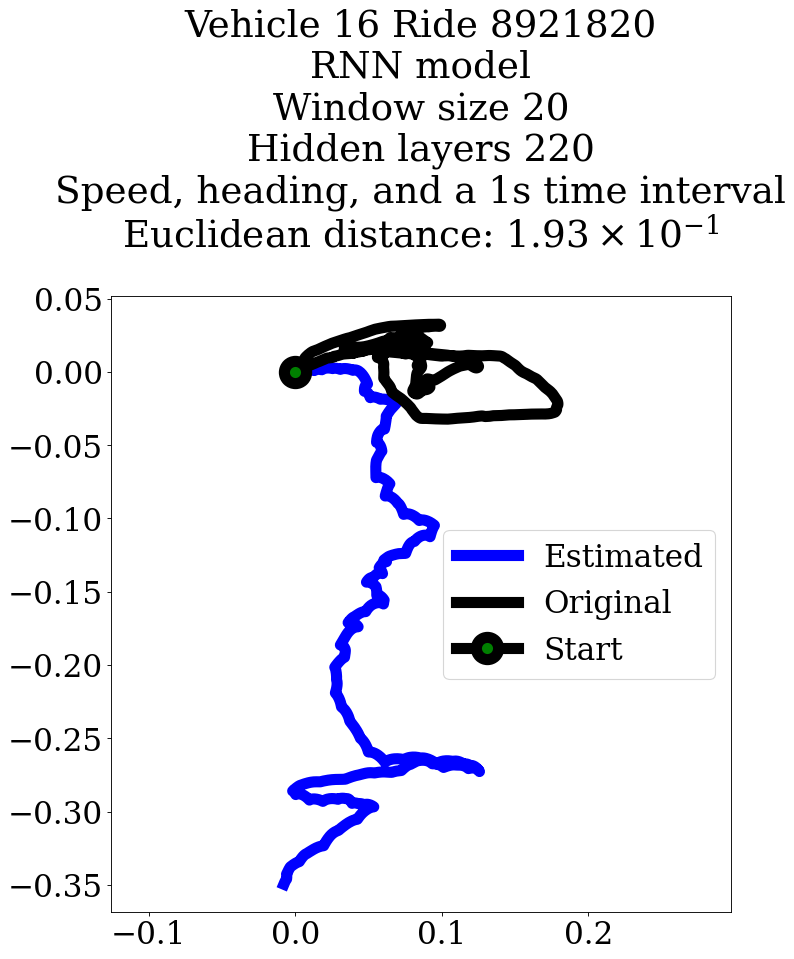 Vehicle 16 Ride 8921820
RNN model
Window size 20
Hidden layers 220
Speed, heading, and a 1s time interval
Euclidean distance: 1.93 × 10⁻¹
0.05
0.00
−0.05
−0.10
−0.15
−0.20
−0.25
−0.30
−0.35
Estimated
Original
Start
−0.1
0.0
0.1
0.2